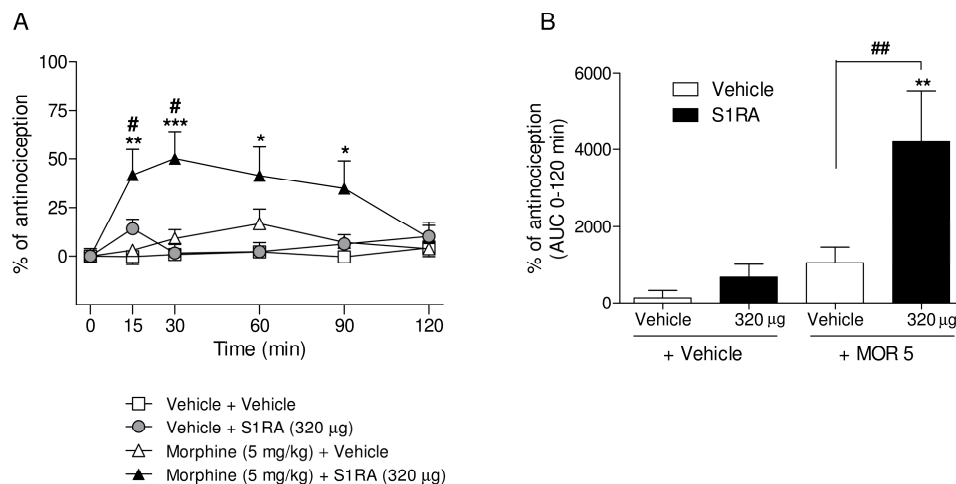 A
% of antinociception
100
75
50
25
0
#
**
#
***
*
*
0 15 30 60 90 120
Time (min)
Vehicle + Vehicle
Vehicle + S1RA (320 µg)
Morphine (5 mg/kg) + Vehicle
Morphine (5 mg/kg) + S1RA (320 µg)
B
% of antinociception
(AUC 0-120 min)
6000
4000
2000
0
Vehicle
S1RA
##
**
Vehicle 320 µg Vehicle 320 µg
+ Vehicle + MOR 5